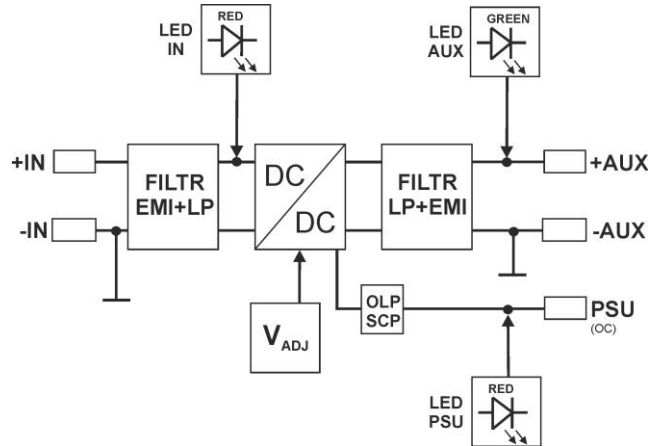 LED
IN
RED
LED
AUX
GREEN
+IN
-IN
FILTR
EMI+LP
DC
DC
FILTR
LP+EMI
+AUX
-AUX
V ADJ
OLP
SCP
PSU
(OC)
LED
PSU
RED